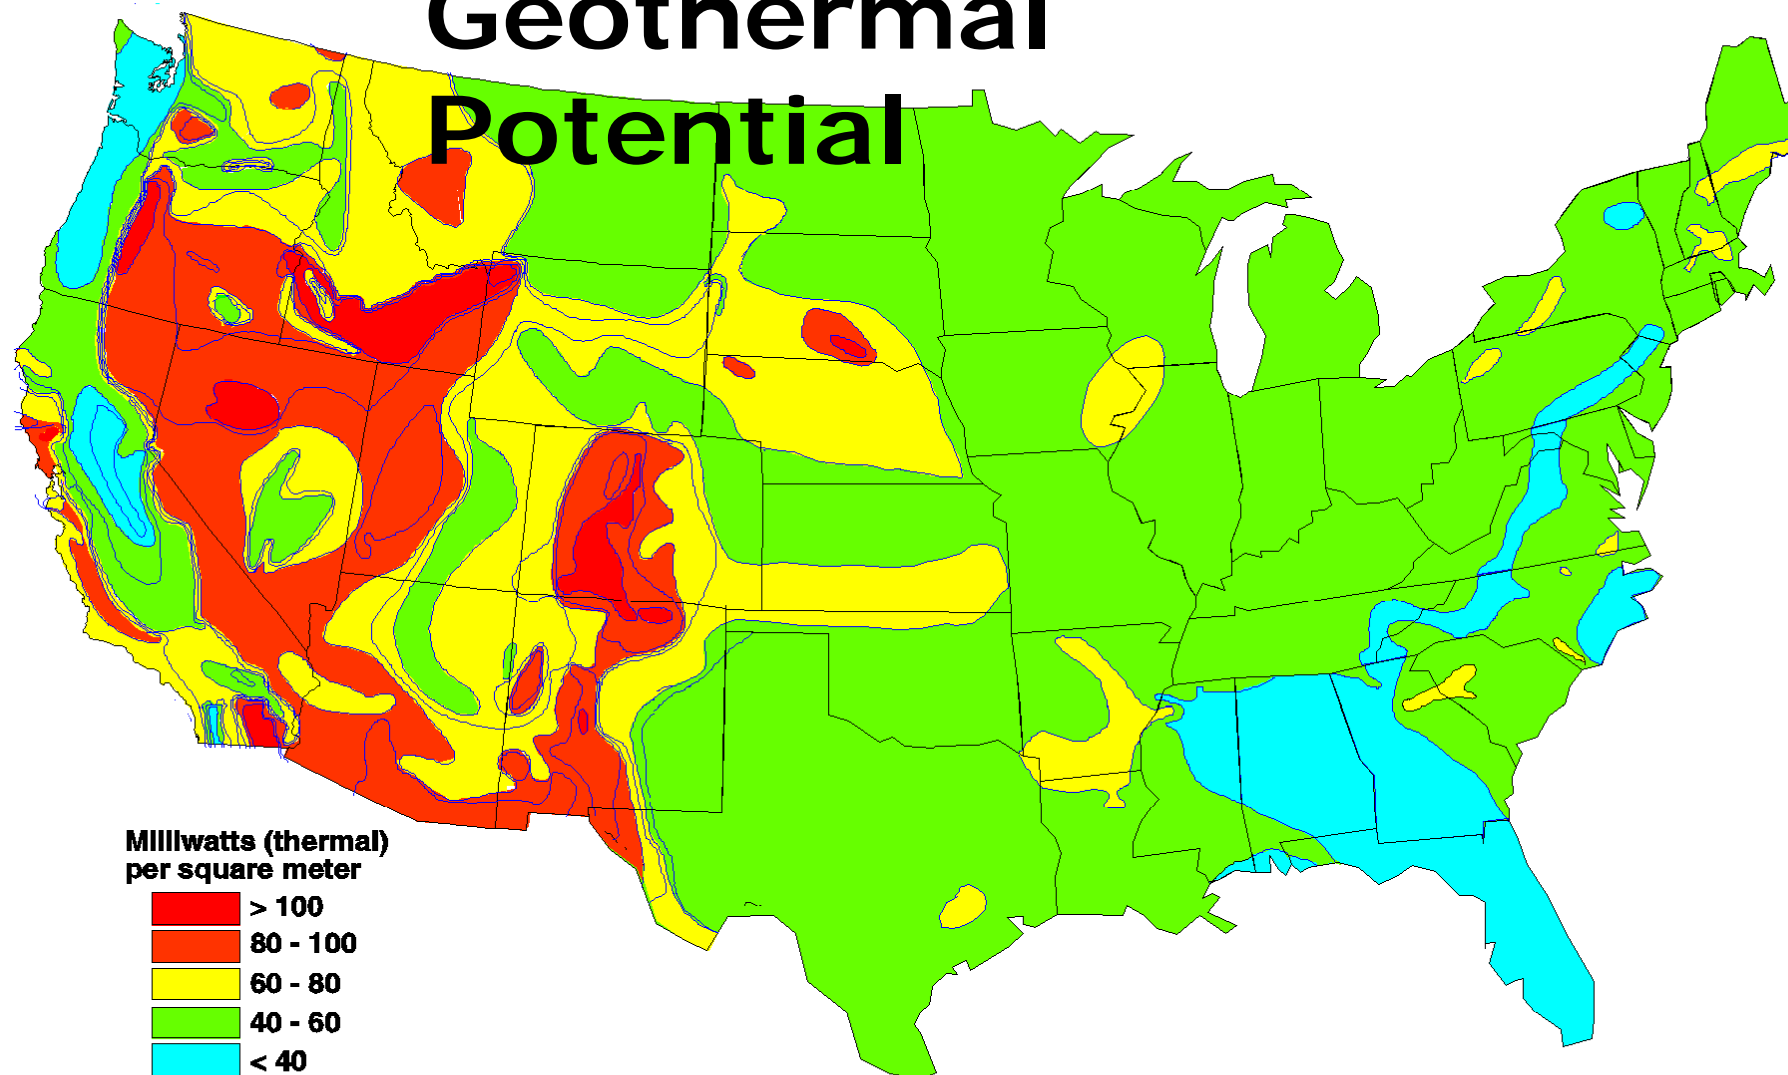 Geothermal
Potential
Milliwatts (thermal)
per square meter
> 100
80 - 100
60 - 80
40 - 60
< 40